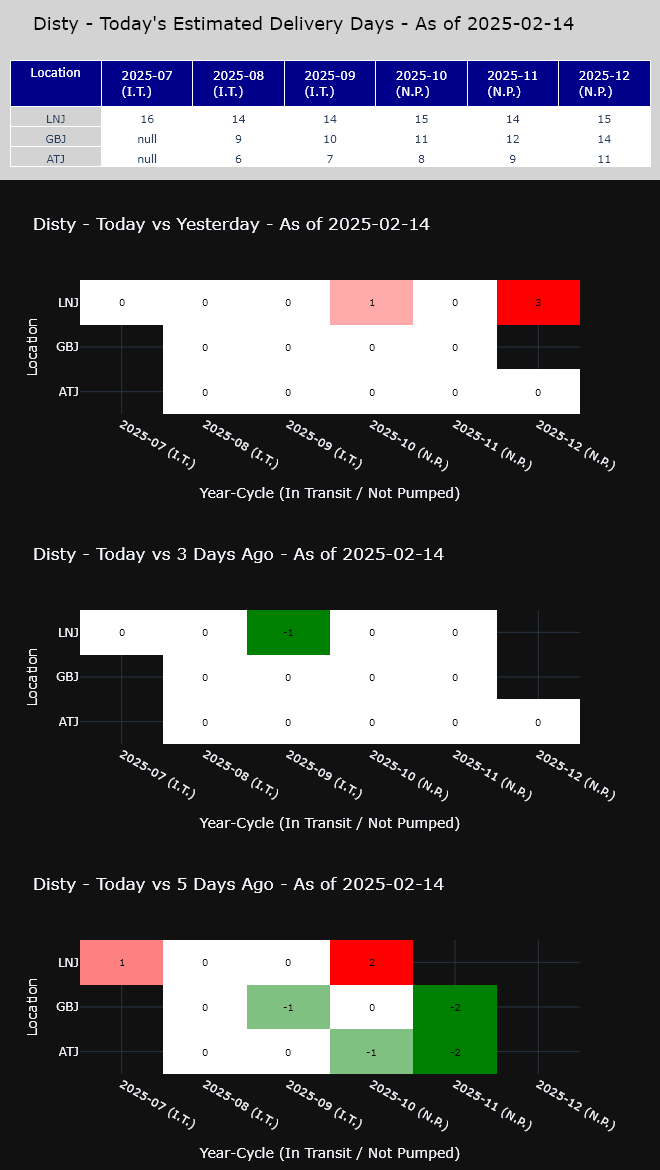 Disty - Today's Estimated Delivery Days - As of 2025-02-14
Location 2025-07 (I.T.) 2025-08 (I.T.) 2025-09 (I.T.) 2025-10 (N.P.) 2025-11 (N.P.) 2025-12 (N.P.)
LNJ 16 14 14 15 14 15
GBJ null 9 10 11 12 14
ATJ null 6 7 8 9 11
Disty - Today vs Yesterday - As of 2025-02-14
LNJ 0 0 0 1 0 3
GBJ 0 0 0 0
ATJ 0 0 0 0 0
Location
2025-07 (I.T.) 2025-08 (I.T.) 2025-09 (I.T.) 2025-10 (N.P.) 2025-11 (N.P.) 2025-12 (N.P.)
Year-Cycle (In Transit / Not Pumped)
Disty - Today vs 3 Days Ago - As of 2025-02-14
LNJ 0 0 -1 0 0
GBJ 0 0 0 0
ATJ 0 0 0 0 0
Location
2025-07 (I.T.) 2025-08 (I.T.) 2025-09 (I.T.) 2025-10 (N.P.) 2025-11 (N.P.) 2025-12 (N.P.)
Year-Cycle (In Transit / Not Pumped)
Disty - Today vs 5 Days Ago - As of 2025-02-14
LNJ 1 0 0 2
GBJ 0 -1 0 -2
ATJ 0 0 -1 -2
Location
2025-07 (I.T.) 2025-08 (I.T.) 2025-09 (I.T.) 2025-10 (N.P.) 2025-11 (N.P.) 2025-12 (N.P.)
Year-Cycle (In Transit / Not Pumped)